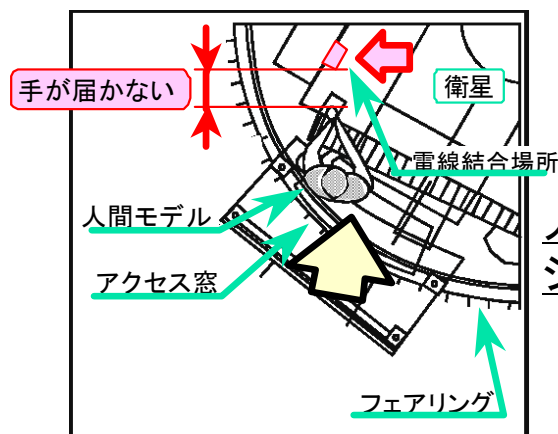 手が届かない
衛星
電線結合場所
人間モデル
アクセス窓
フェアリング